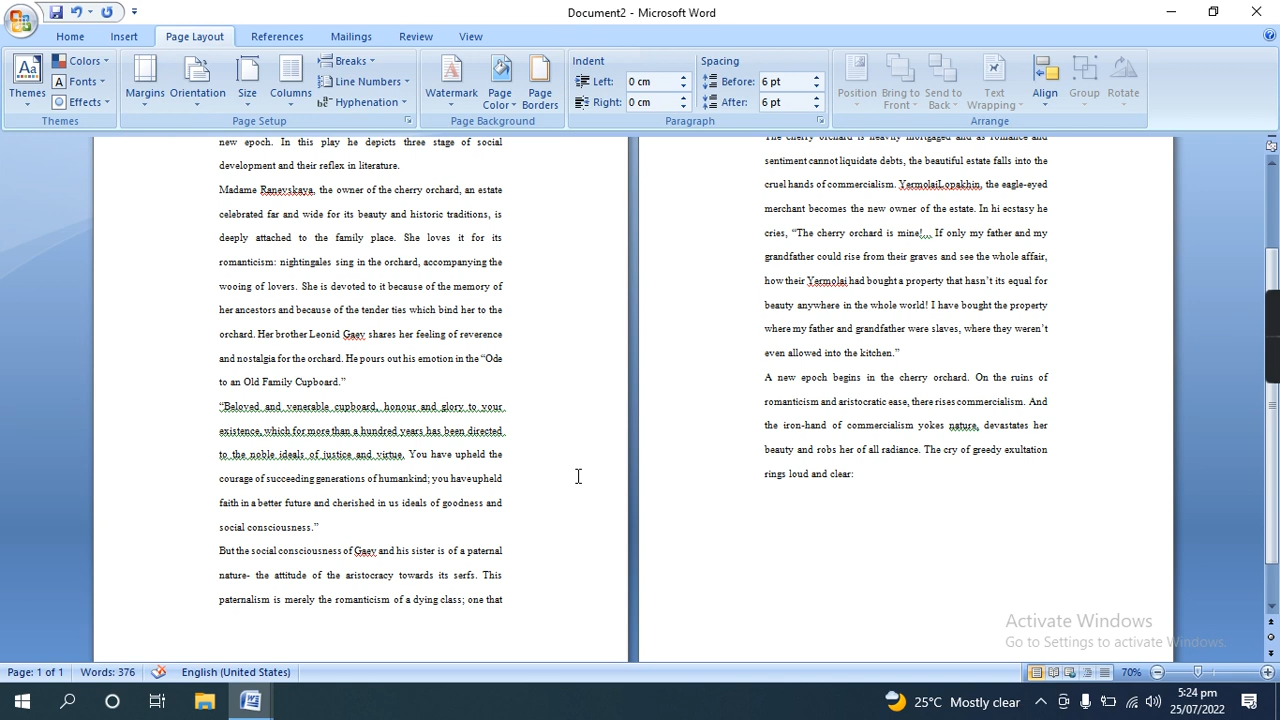 Document2 - Microsoft Word
Home Insert Page Layout References Mailings Review View
Themes
Colors
Fonts
Effects
Themes
Margins
Orientation
Size
Columns
Breaks
Line Numbers
Hyphenation
Page Setup
Watermark
Page
Color
Page
Borders
Page Background
Indent
Left: 0 cm
Right: 0 cm
Spacing
Before: 6 pt
After: 6 pt
Paragraph
Position
Bring to
Front
Send to
Back
Text
Wrapping
Align
Group
Rotate
Arrange
new epoch. In this play he depicts three stage of social
development and their reflex in literature.
Madame Ranevskaya, the owner of the cherry orchard, an estate
celebrated far and wide for its beauty and historic traditions, is
deeply attached to the family place. She loves it for its
romanticism: nightingales sing in the orchard, accompanying the
wooing of lovers. She is devoted to it because of the memory of
her ancestors and because of the tender ties which bind her to the
orchard. Her brother Leonid Gaey shares her feeling of reverence
and nostalgia for the orchard. He pours out his emotion in the “Ode
to an Old Family Cupboard.”
“Beloved and venerable cupboard, honour and glory to your
existence, which for more than a hundred years has been directed
to the noble ideals of justice and virtue. You have upheld the
courage of succeeding generations of humankind; you haveupheld
faith in a better future and cherished in us ideals of goodness and
social consciousness.”
But the social consciousness of Gaey and his sister is of a paternal
nature- the attitude of the aristocracy towards its serfs. This
paternalism is merely the romanticism of a dying class; one that
The cherry orchard is heavily mortgaged and as romance and
sentiment cannot liquidate debts, the beautiful estate falls into the
cruel hands of commercialism. YermolaiLopakhin, the eagle-eyed
merchant becomes the new owner of the estate. In hi ecstasy he
cries, “The cherry orchard is mine!... If only my father and my
grandfather could rise from their graves and see the whole affair,
how their Yermolai had bought a property that hasn’t its equal for
beauty anywhere in the whole world! I have bought the property
where my father and grandfather were slaves, where they weren’t
even allowed into the kitchen.”
A new epoch begins in the cherry orchard. On the ruins of
romanticism and aristocratic ease, there rises commercialism. And
the iron-hand of commercialism yokes nature, devastates her
beauty and robs her of all radiance. The cry of greedy exultation
rings loud and clear:
Activate Windows
Go to Settings to activate Windows.
Page: 1 of 1 Words: 376 English (United States) 70%
25°C Mostly clear
5:24 pm
25/07/2022